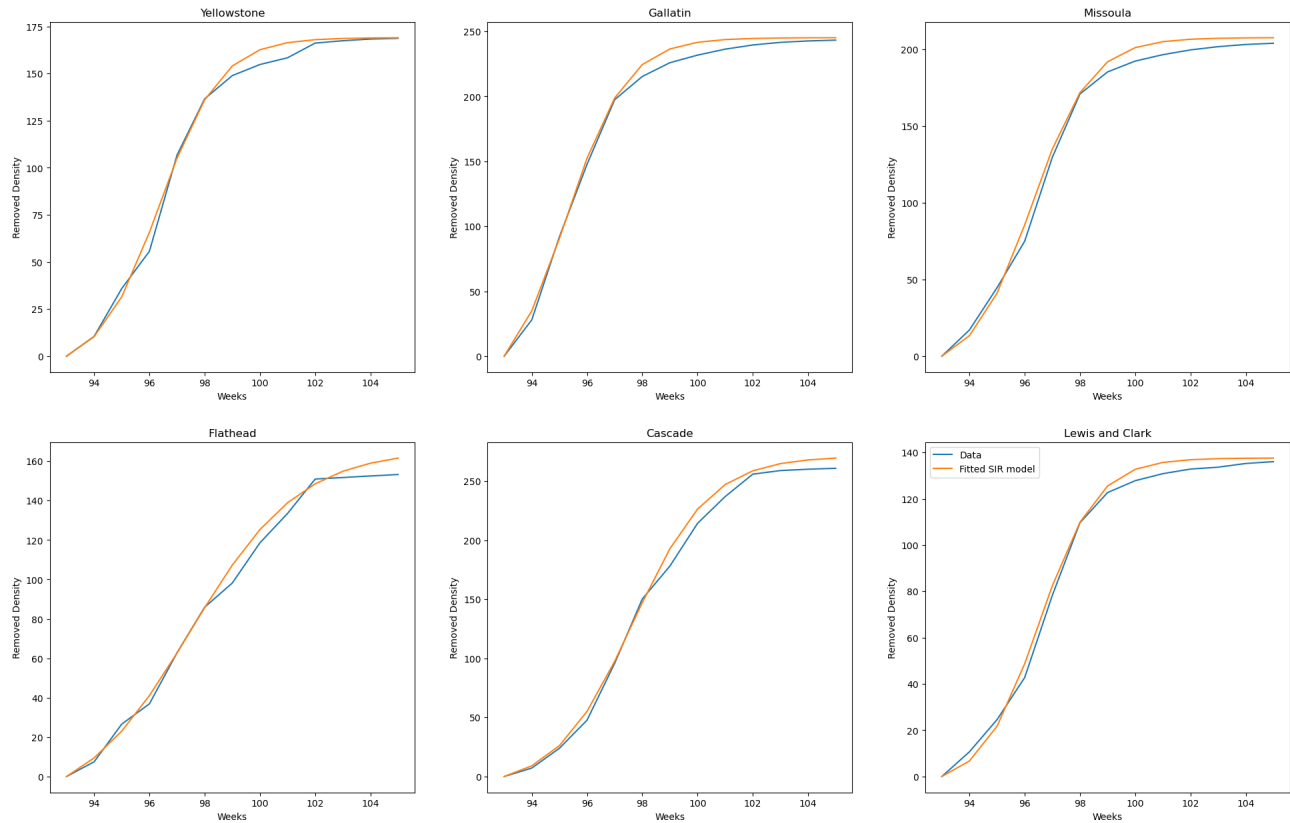 Yellowstone
Gallatin
Missoula
175
150
125
100
75
50
25
0
Removed Density
94 96 98 100 102 104
Weeks
250
200
150
100
50
0
Removed Density
94 96 98 100 102 104
Weeks
200
150
100
50
0
Removed Density
94 96 98 100 102 104
Weeks
Flathead
Cascade
Lewis and Clark
160
140
120
100
80
60
40
20
0
Removed Density
94 96 98 100 102 104
Weeks
250
200
150
100
50
0
Removed Density
94 96 98 100 102 104
Weeks
Data
Fitted SIR model
140
120
100
80
60
40
20
0
Removed Density
94 96 98 100 102 104
Weeks